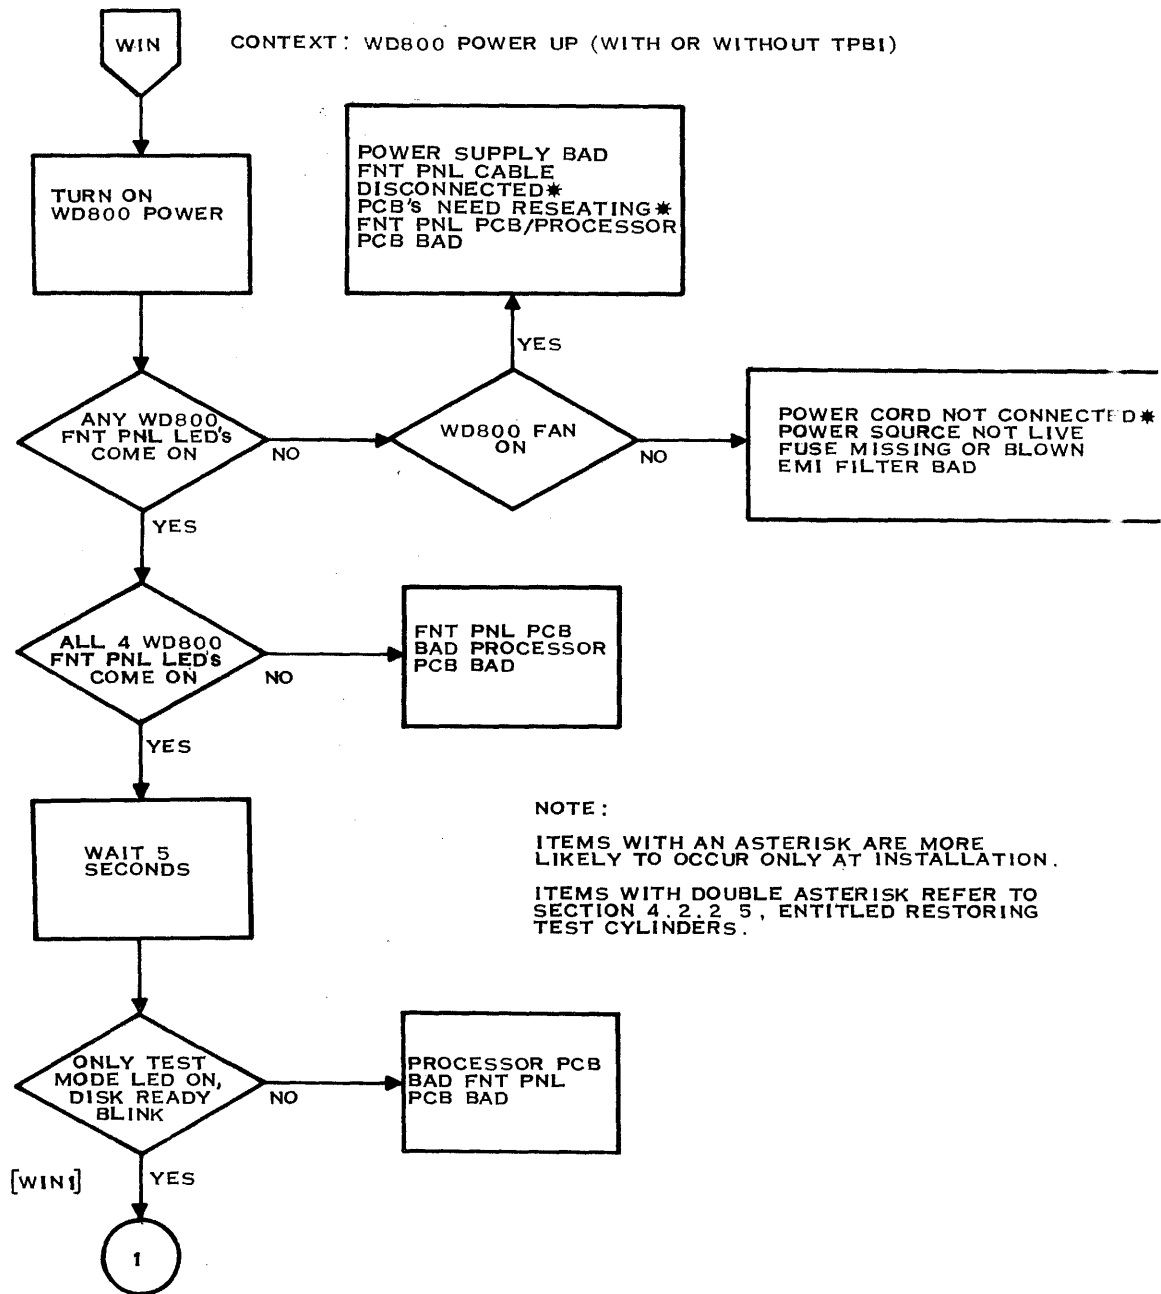 WIN
CONTEXT: WD800 POWER UP (WITH OR WITHOUT TPBI)
TURN ON
WD800 POWER
POWER SUPPLY BAD
FNT PNL CABLE
DISCONNECTED*
PCB's NEED RESEATING*
FNT PNL PCB/PROCESSOR
PCB BAD
YES
ANY WD800,
FNT PNL LED's
COME ON
NO
WD800 FAN
ON
NO
POWER CORD NOT CONNECTED*
POWER SOURCE NOT LIVE
FUSE MISSING OR BLOWN
EMI FILTER BAD
YES
ALL 4 WD800
FNT PNL LED's
COME ON
NO
FNT PNL PCB
BAD PROCESSOR
PCB BAD
YES
WAIT 5
SECONDS
NOTE:
ITEMS WITH AN ASTERISK ARE MORE
LIKELY TO OCCUR ONLY AT INSTALLATION.
ITEMS WITH DOUBLE ASTERISK REFER TO
SECTION 4.2.2 5, ENTITLED RESTORING
TEST CYLINDERS.
ONLY TEST
MODE LED ON,
DISK READY
BLINK
NO
PROCESSOR PCB
BAD FNT PNL
PCB BAD
[WIN1]
YES
1